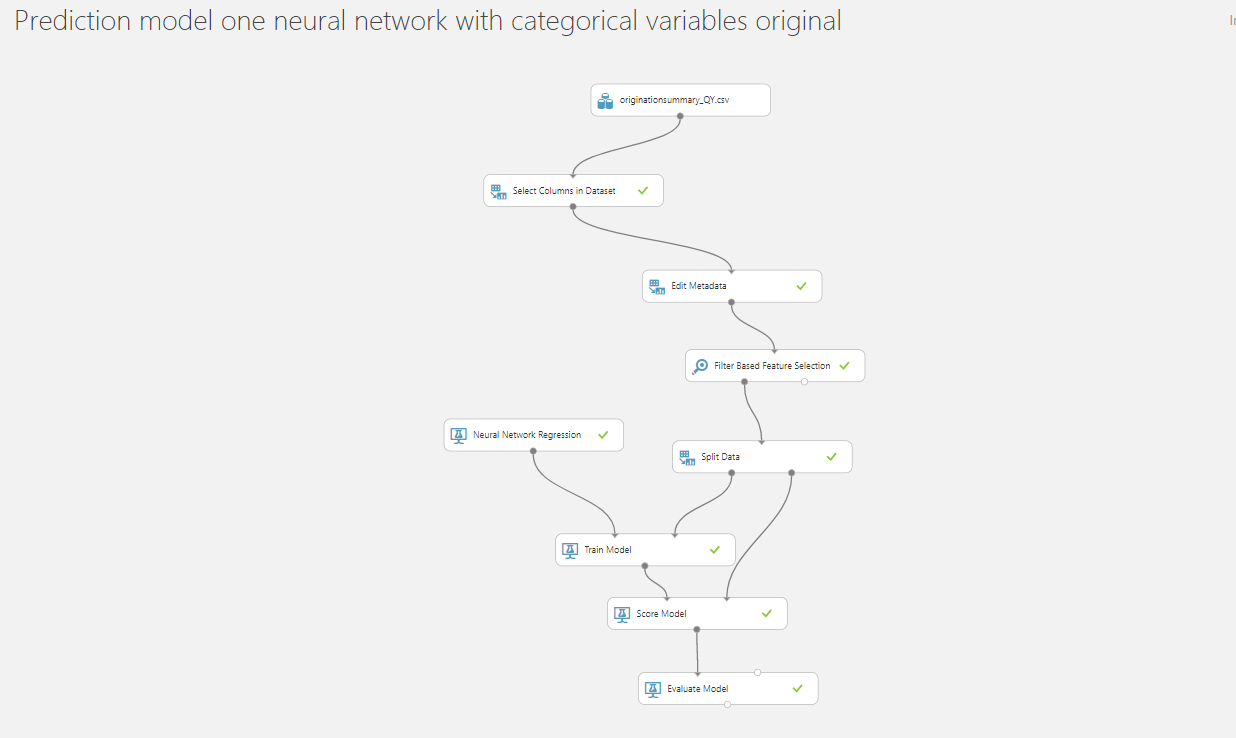 Prediction model one neural network with categorical variables original
originationsummary_QY.csv
Select Columns in Dataset
Edit Metadata
Filter Based Feature Selection
Neural Network Regression
Split Data
Train Model
Score Model
Evaluate Model